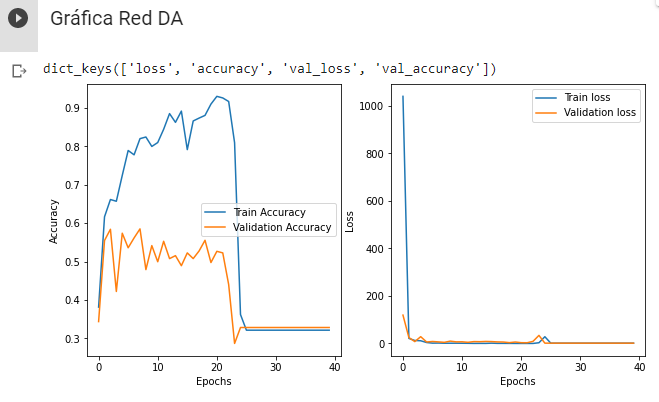 Gráfica Red DA
dict_keys(['loss', 'accuracy', 'val_loss', 'val_accuracy'])
0.9
0.8
0.7
0.6
0.5
0.4
0.3
Accuracy
Train Accuracy
Validation Accuracy
0
10
20
30
40
Epochs
1000
800
600
400
200
0
Loss
Train loss
Validation loss
0
10
20
30
40
Epochs